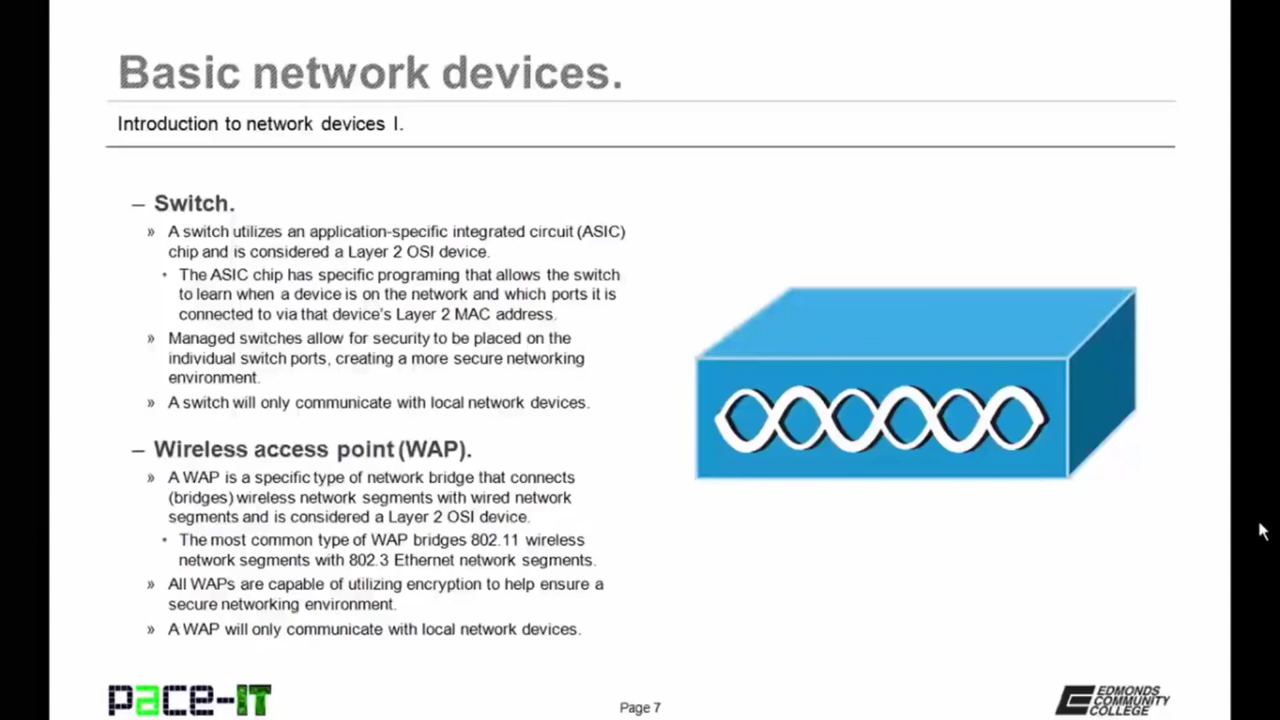 Basic network devices.
Introduction to network devices I.
– Switch.
» A switch utilizes an application-specific integrated circuit (ASIC)
chip and is considered a Layer 2 OSI device.
• The ASIC chip has specific programing that allows the switch
to learn when a device is on the network and which ports it is
connected to via that device's Layer 2 MAC address.
» Managed switches allow for security to be placed on the
individual switch ports, creating a more secure networking
environment.
» A switch will only communicate with local network devices.
– Wireless access point (WAP).
» A WAP is a specific type of network bridge that connects
(bridges) wireless network segments with wired network
segments and is considered a Layer 2 OSI device.
• The most common type of WAP bridges 802.11 wireless
network segments with 802.3 Ethernet network segments.
» All WAPs are capable of utilizing encryption to help ensure a
secure networking environment.
» A WAP will only communicate with local network devices.
pace-IT
Page 7
EDMONDS
COMMUNITY
COLLEGE